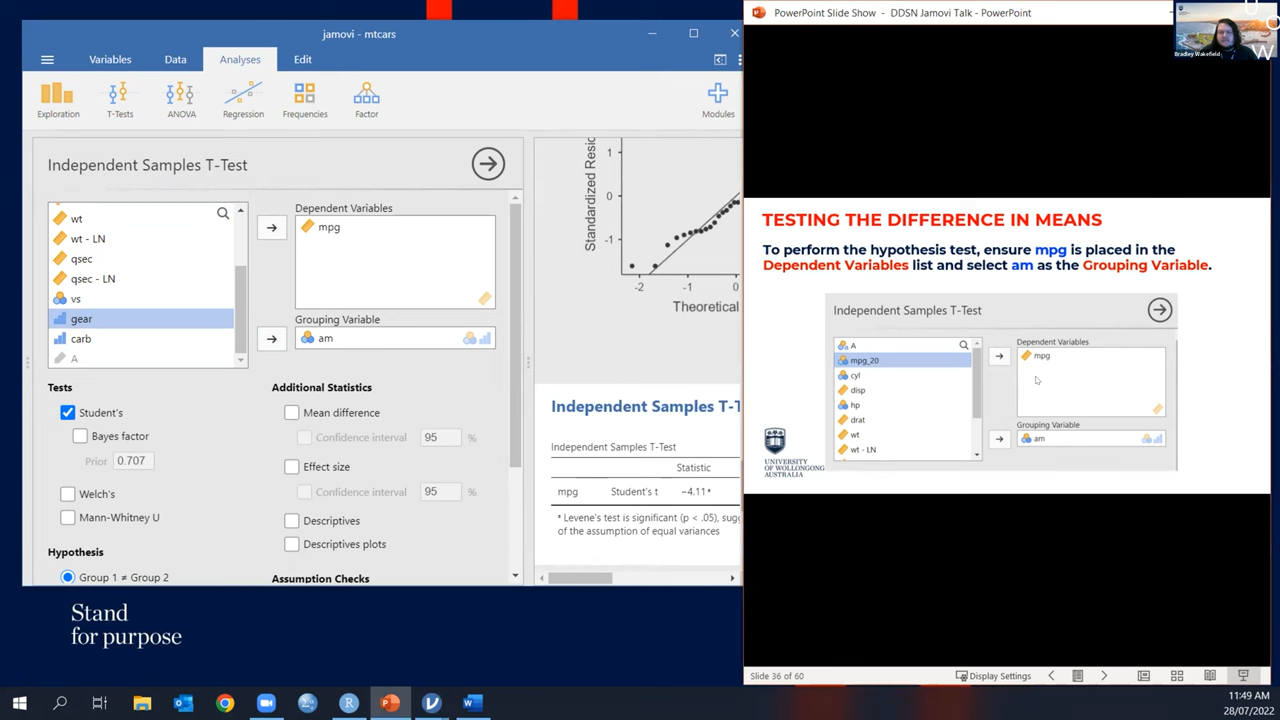 jamovi - mtcars
Variables
Data
Analyses
Edit
Exploration
T-Tests
ANOVA
Regression
Frequencies
Factor
Modules
Independent Samples T-Test
wt
wt - LN
qsec
qsec - LN
vs
gear
carb
A
Dependent Variables
mpg
Grouping Variable
am
Tests
Student's
Bayes factor
Prior 0.707
Welch's
Mann-Whitney U
Hypothesis
Group 1 ≠ Group 2
Additional Statistics
Mean difference
Confidence interval 95 %
Effect size
Confidence interval 95 %
Descriptives
Descriptives plots
Assumption Checks
Standardized Resid
1
0
-1
-2 -1 0
Theoretical
Independent Samples T-T
Independent Samples T-Test
Statistic
mpg Student's t −4.11ᵃ
ᵃ Levene's test is significant (p < .05), sugg
of the assumption of equal variances
Stand
for purpose
PowerPoint Slide Show - DDSN Jamovi Talk - PowerPoint
Bradley Wakefield
U
C
W
TESTING THE DIFFERENCE IN MEANS
To perform the hypothesis test, ensure mpg is placed in the
Dependent Variables list and select am as the Grouping Variable.
Independent Samples T-Test
A
mpg_20
cyl
disp
hp
drat
wt
wt - LN
Dependent Variables
mpg
Grouping Variable
am
UNIVERSITY
OF WOLLONGONG
AUSTRALIA
Slide 36 of 60
Display Settings
11:49 AM
28/07/2022